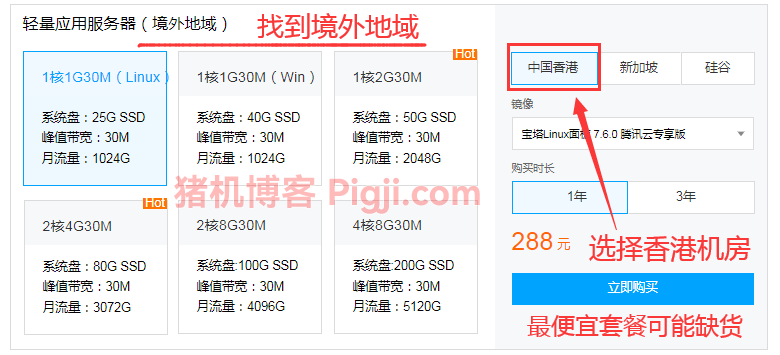 轻量应用服务器（境外地域）
找到境外地域
1核1G30M（Linux）
系统盘：25G SSD
峰值带宽：30M
月流量：1024G
1核1G30M（Win）
系统盘：40G SSD
峰值带宽：30M
月流量：1024G
Hot
1核2G30M
系统盘：50G SSD
峰值带宽：30M
月流量：2048G
猪机博客 Pigji.com
Hot
2核4G30M
系统盘：80G SSD
峰值带宽：30M
月流量：3072G
2核8G30M
系统盘:100G SSD
峰值带宽：30M
月流量：4096G
4核8G30M
系统盘:200G SSD
峰值带宽：30M
月流量：5120G
中国香港
新加坡
硅谷
镜像
宝塔Linux面板 7.6.0 腾讯云专享版
购买时长
1年
3年
288 元
选择香港机房
立即购买
最便宜套餐可能缺货